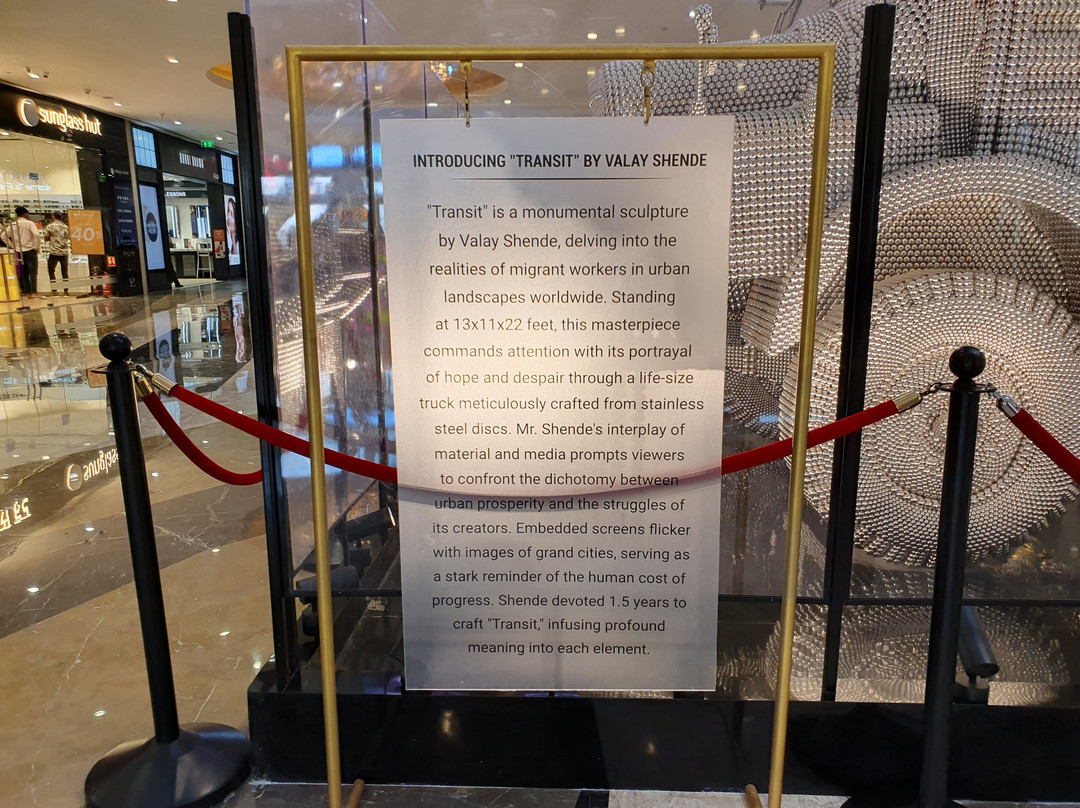 sunglass hut
BOBBI BROWN
LESSONS
40%
INTRODUCING "TRANSIT" BY VALAY SHENDE
"Transit" is a monumental sculpture
by Valay Shende, delving into the
realities of migrant workers in urban
landscapes worldwide. Standing
at 13x11x22 feet, this masterpiece
commands attention with its portrayal
of hope and despair through a life-size
truck meticulously crafted from stainless
steel discs. Mr. Shende's interplay of
material and media prompts viewers
to confront the dichotomy between
urban prosperity and the struggles of
its creators. Embedded screens flicker
with images of grand cities, serving as
a stark reminder of the human cost of
progress. Shende devoted 1.5 years to
craft "Transit," infusing profound
meaning into each element.